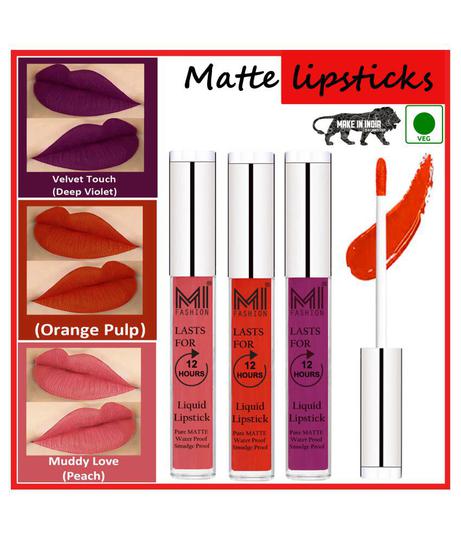 Matte lipsticks
MAKE IN INDIA
VEG
Velvet Touch
(Deep Violet)
(Orange Pulp)
Muddy Love
(Peach)
MI
FASHION
LASTS
FOR
12
HOURS
Liquid
Lipstick
Pure MATTE
Water Proof
Smudge Proof
MI
FASHION
LASTS
FOR
12
HOURS
Liquid
Lipstick
Pure MATTE
Water Proof
Smudge Proof
MI
FASHION
LASTS
FOR
12
HOURS
Liquid
Lipstick
Pure MATTE
Water Proof
Smudge Proof